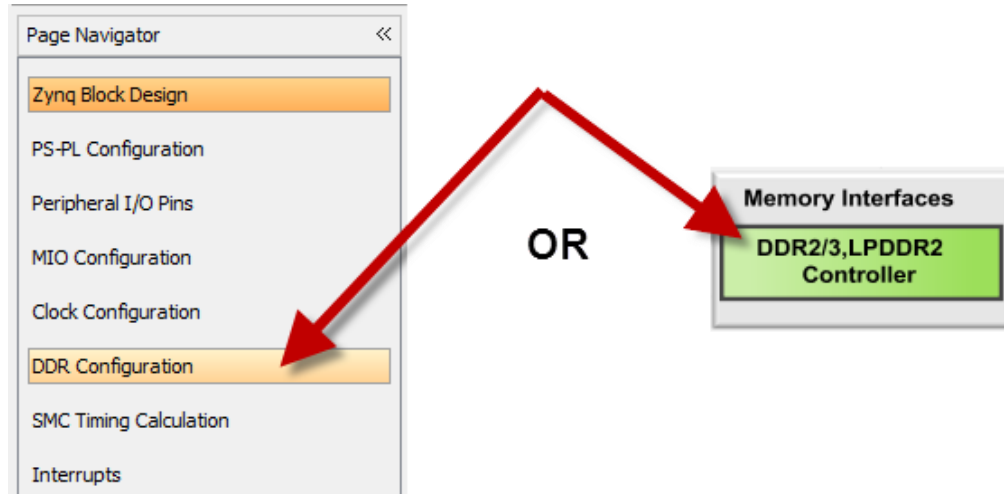 Page Navigator «
Zynq Block Design
PS-PL Configuration
Peripheral I/O Pins
MIO Configuration
Clock Configuration
DDR Configuration
SMC Timing Calculation
Interrupts
OR
Memory Interfaces
DDR2/3,LPDDR2
Controller